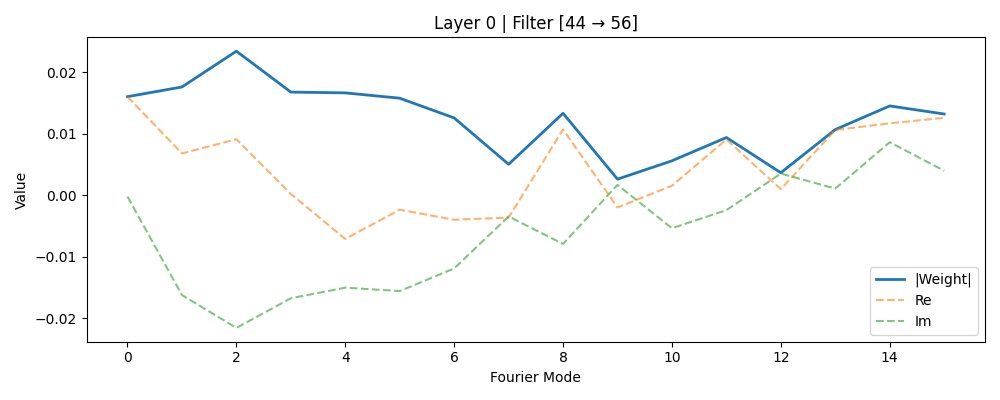 Layer 0 | Filter [44 → 56]
Value
0.02
0.01
0.00
−0.01
−0.02
|Weight|
Re
Im
0 2 4 6 8 10 12 14
Fourier Mode